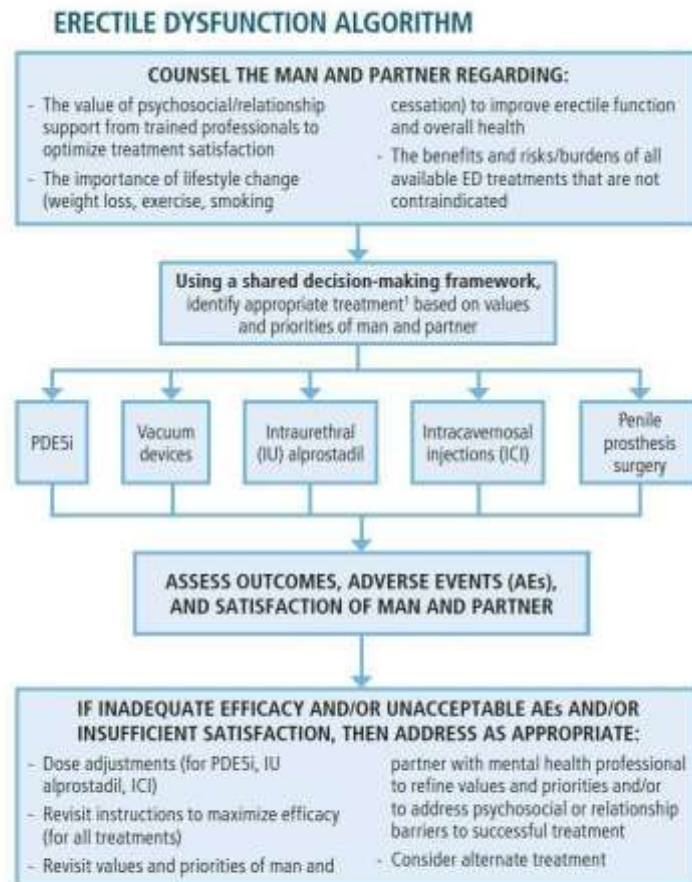 ERECTILE DYSFUNCTION ALGORITHM
COUNSEL THE MAN AND PARTNER REGARDING:
- The value of psychosocial/relationship
support from trained professionals to
optimize treatment satisfaction
- The importance of lifestyle change
(weight loss, exercise, smoking
cessation) to improve erectile function
and overall health
- The benefits and risks/burdens of all
available ED treatments that are not
contraindicated
Using a shared decision-making framework,
identify appropriate treatment¹ based on values
and priorities of man and partner
PDE5i
Vacuum
devices
Intraurethral
(IU) alprostadil
Intracavernosal
injections (ICI)
Penile
prosthesis
surgery
ASSESS OUTCOMES, ADVERSE EVENTS (AEs),
AND SATISFACTION OF MAN AND PARTNER
IF INADEQUATE EFFICACY AND/OR UNACCEPTABLE AEs AND/OR
INSUFFICIENT SATISFACTION, THEN ADDRESS AS APPROPRIATE:
- Dose adjustments (for PDE5i, IU
alprostadil, ICI)
- Revisit instructions to maximize efficacy
(for all treatments)
- Revisit values and priorities of man and
partner with mental health professional
to refine values and priorities and/or
to address psychosocial or relationship
barriers to successful treatment
- Consider alternate treatment